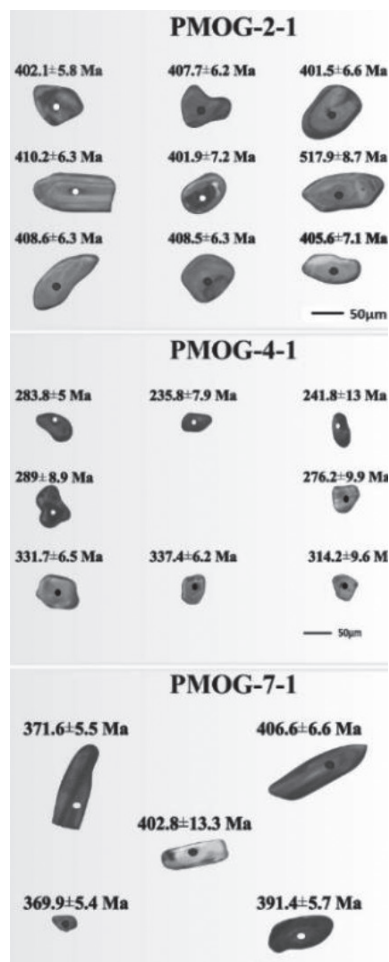 PMOG-2-1
402.1±5.8 Ma 407.7±6.2 Ma 401.5±6.6 Ma
410.2±6.3 Ma 401.9±7.2 Ma 517.9±8.7 Ma
408.6±6.3 Ma 408.5±6.3 Ma 405.6±7.1 Ma
50µm
PMOG-4-1
283.8±5 Ma 235.8±7.9 Ma 241.8±13 Ma
289±8.9 Ma 276.2±9.9 Ma
331.7±6.5 Ma 337.4±6.2 Ma 314.2±9.6 M
50µm
PMOG-7-1
371.6±5.5 Ma 406.6±6.6 Ma
402.8±13.3 Ma
369.9±5.4 Ma 391.4±5.7 Ma